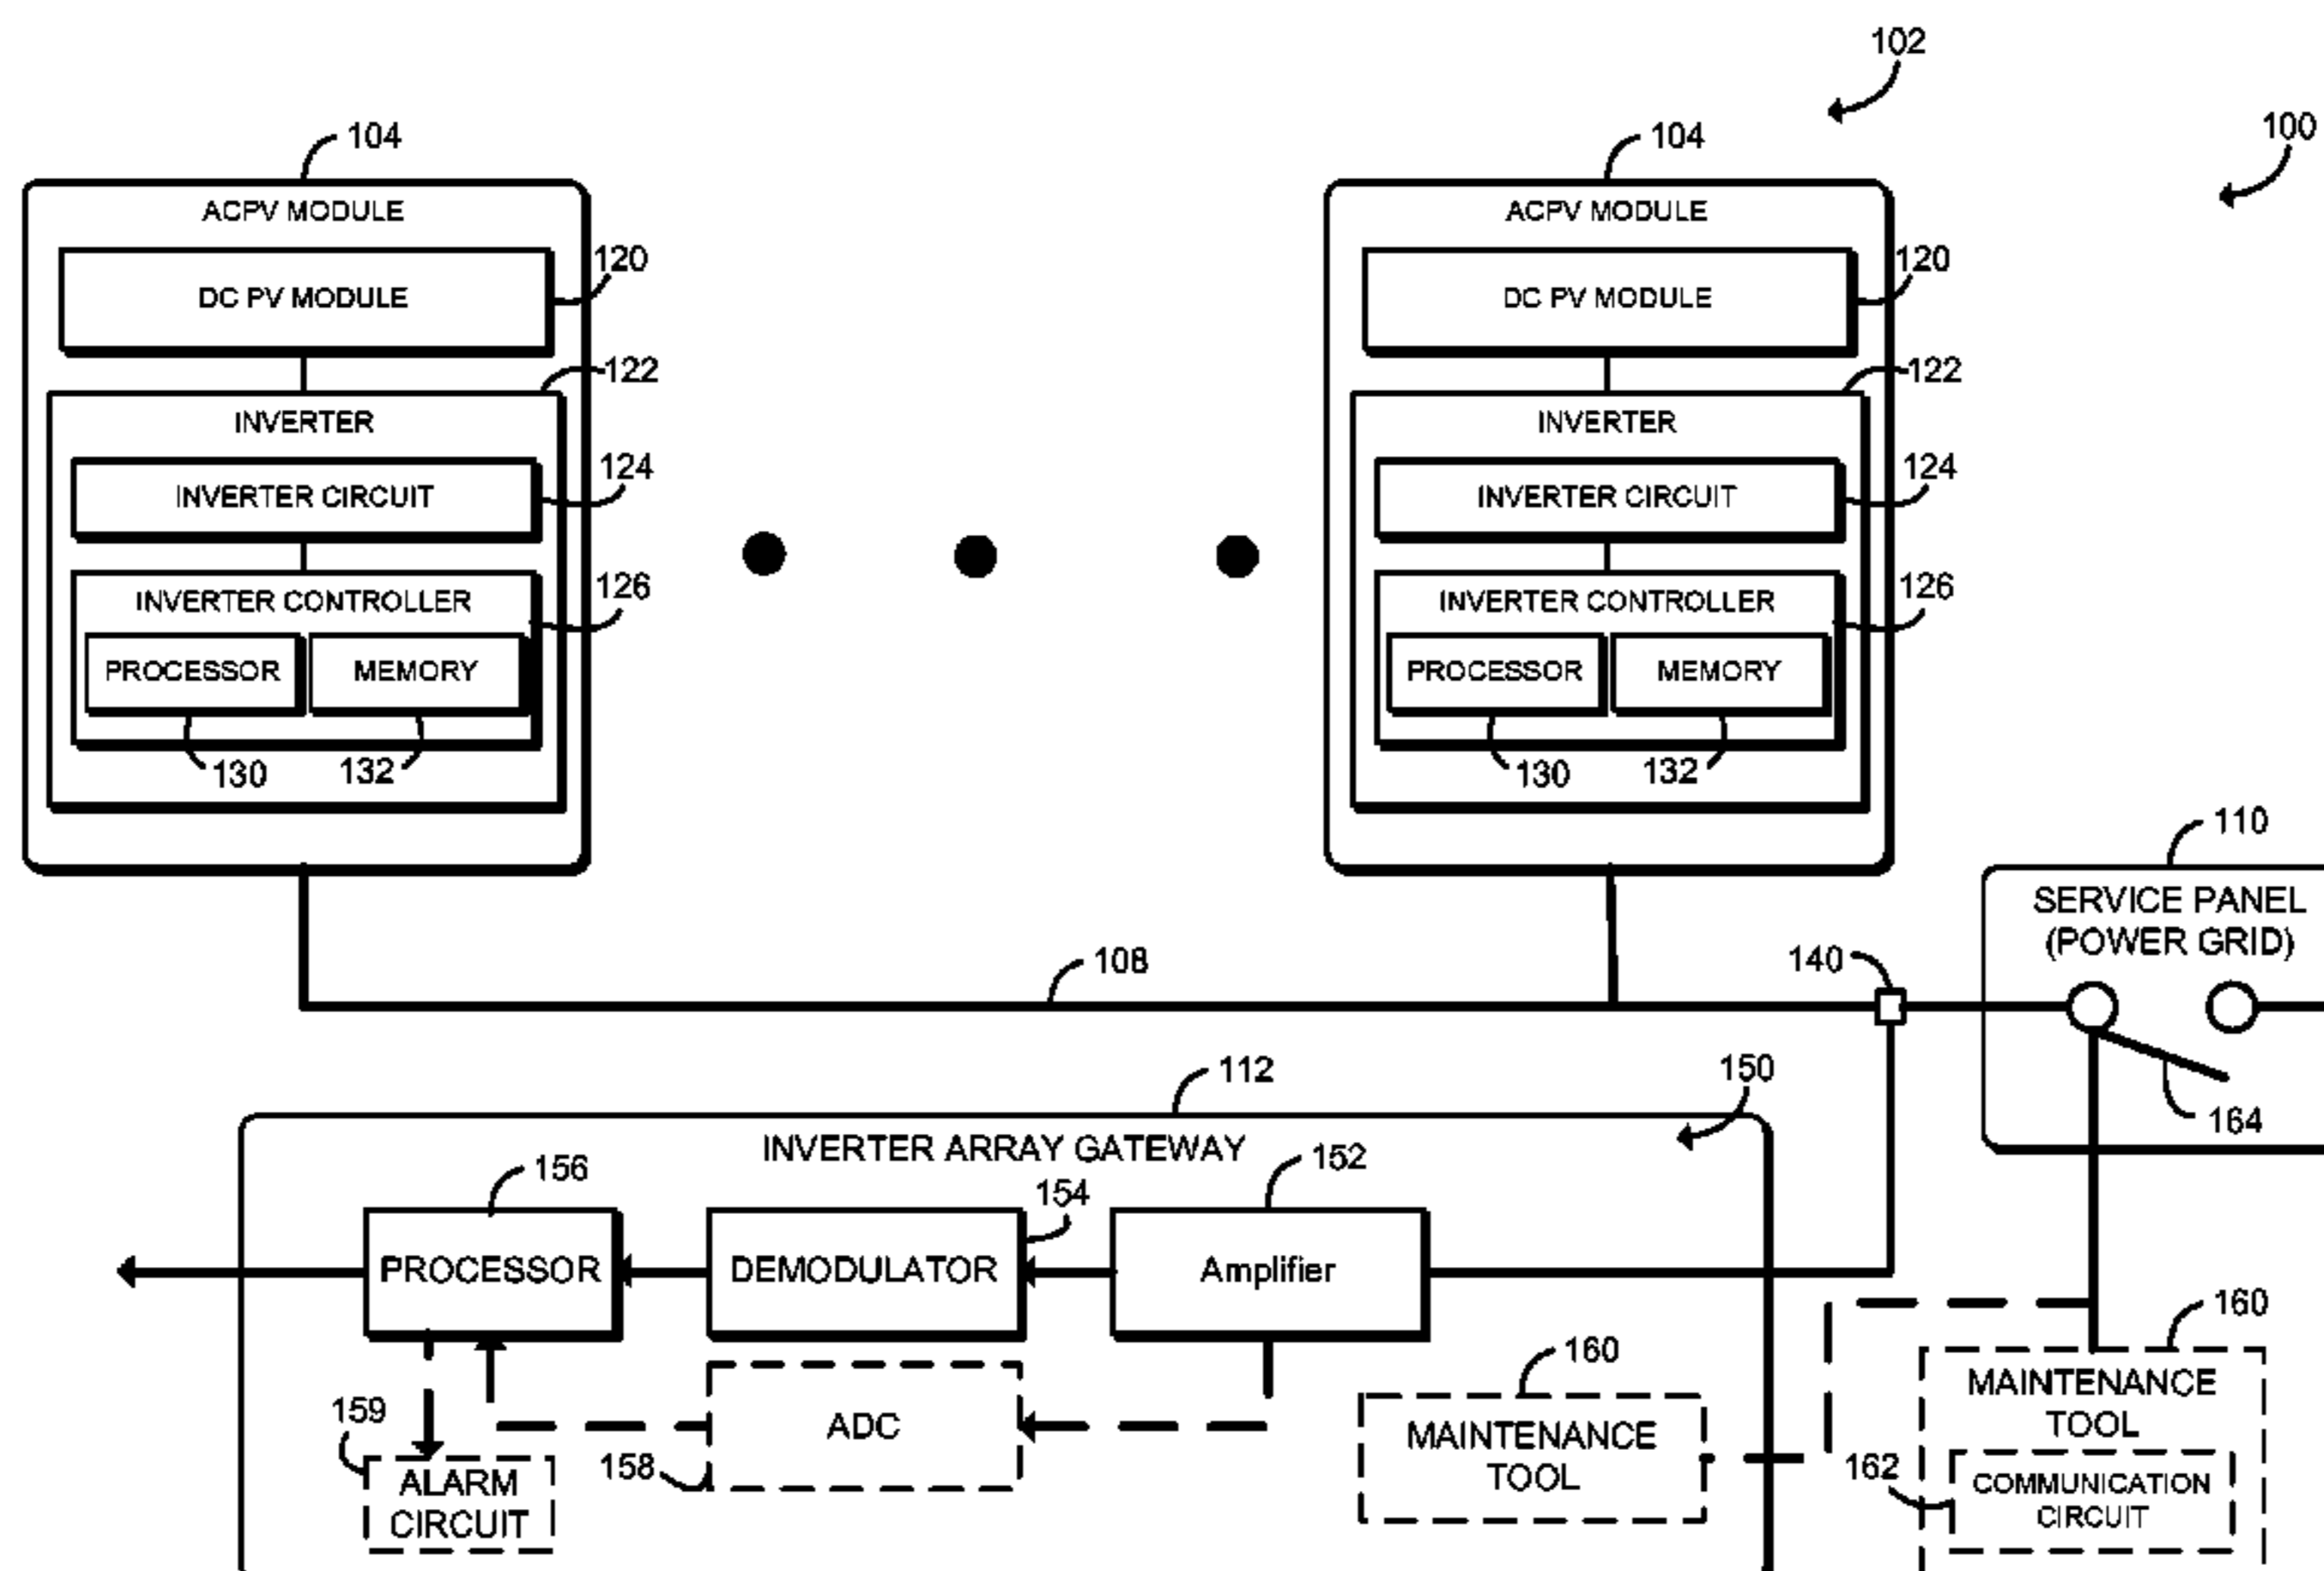 102
100
104
104
ACPV MODULE
ACPV MODULE
120
120
DC PV MODULE
DC PV MODULE
122
122
INVERTER
INVERTER
124
124
INVERTER CIRCUIT
INVERTER CIRCUIT
126
126
INVERTER CONTROLLER
INVERTER CONTROLLER
PROCESSOR
MEMORY
PROCESSOR
MEMORY
130
132
130
132
110
SERVICE PANEL
(POWER GRID)
108
140
112
150
164
INVERTER ARRAY GATEWAY
156
154
152
PROCESSOR
DEMODULATOR
Amplifier
160
160
MAINTENANCE
TOOL
159
ADC
MAINTENANCE
TOOL
158
162
ALARM
CIRCUIT
COMMUNICATION
CIRCUIT